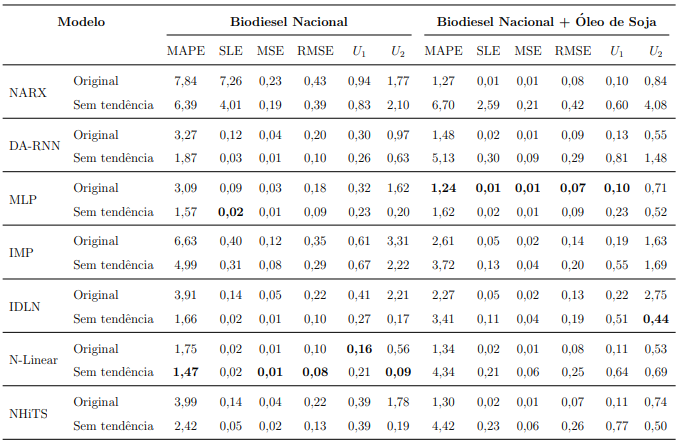 Modelo Biodiesel Nacional Biodiesel Nacional + Óleo de Soja
MAPE SLE MSE RMSE U1 U2 MAPE SLE MSE RMSE U1 U2
NARX
Original 7,84 7,26 0,23 0,43 0,94 1,77 1,27 0,01 0,01 0,08 0,10 0,84
Sem tendência 6,39 4,01 0,19 0,39 0,83 2,10 6,70 2,59 0,21 0,42 0,60 4,08
DA-RNN
Original 3,27 0,12 0,04 0,20 0,30 0,97 1,48 0,02 0,01 0,09 0,13 0,55
Sem tendência 1,87 0,03 0,01 0,10 0,26 0,63 5,13 0,30 0,09 0,29 0,81 1,48
MLP
Original 3,09 0,09 0,03 0,18 0,32 1,62 1,24 0,01 0,01 0,07 0,10 0,71
Sem tendência 1,57 0,02 0,01 0,09 0,23 0,20 1,62 0,02 0,01 0,09 0,23 0,52
IMP
Original 6,63 0,40 0,12 0,35 0,61 3,31 2,61 0,05 0,02 0,14 0,19 1,63
Sem tendência 4,99 0,31 0,08 0,29 0,67 2,22 3,72 0,13 0,04 0,20 0,55 1,69
IDLN
Original 3,91 0,14 0,05 0,22 0,41 2,21 2,27 0,05 0,02 0,13 0,22 2,75
Sem tendência 1,66 0,02 0,01 0,10 0,27 0,17 3,41 0,11 0,04 0,19 0,51 0,44
N-Linear
Original 1,75 0,02 0,01 0,10 0,16 0,56 1,34 0,02 0,01 0,08 0,11 0,53
Sem tendência 1,47 0,02 0,01 0,08 0,21 0,09 4,34 0,21 0,06 0,25 0,64 0,69
NHiTS
Original 3,99 0,14 0,04 0,22 0,39 1,78 1,30 0,02 0,01 0,07 0,11 0,74
Sem tendência 2,42 0,05 0,02 0,13 0,39 0,19 4,42 0,23 0,06 0,26 0,77 0,50